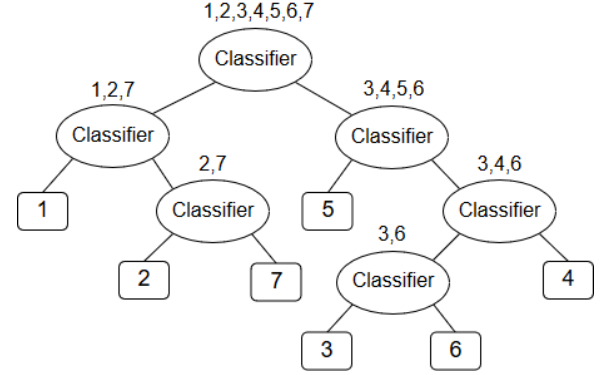 1,2,3,4,5,6,7
Classifier
1,2,7
3,4,5,6
Classifier
Classifier
2,7
3,4,6
1
Classifier
5
Classifier
3,6
2
7
Classifier
4
3
6